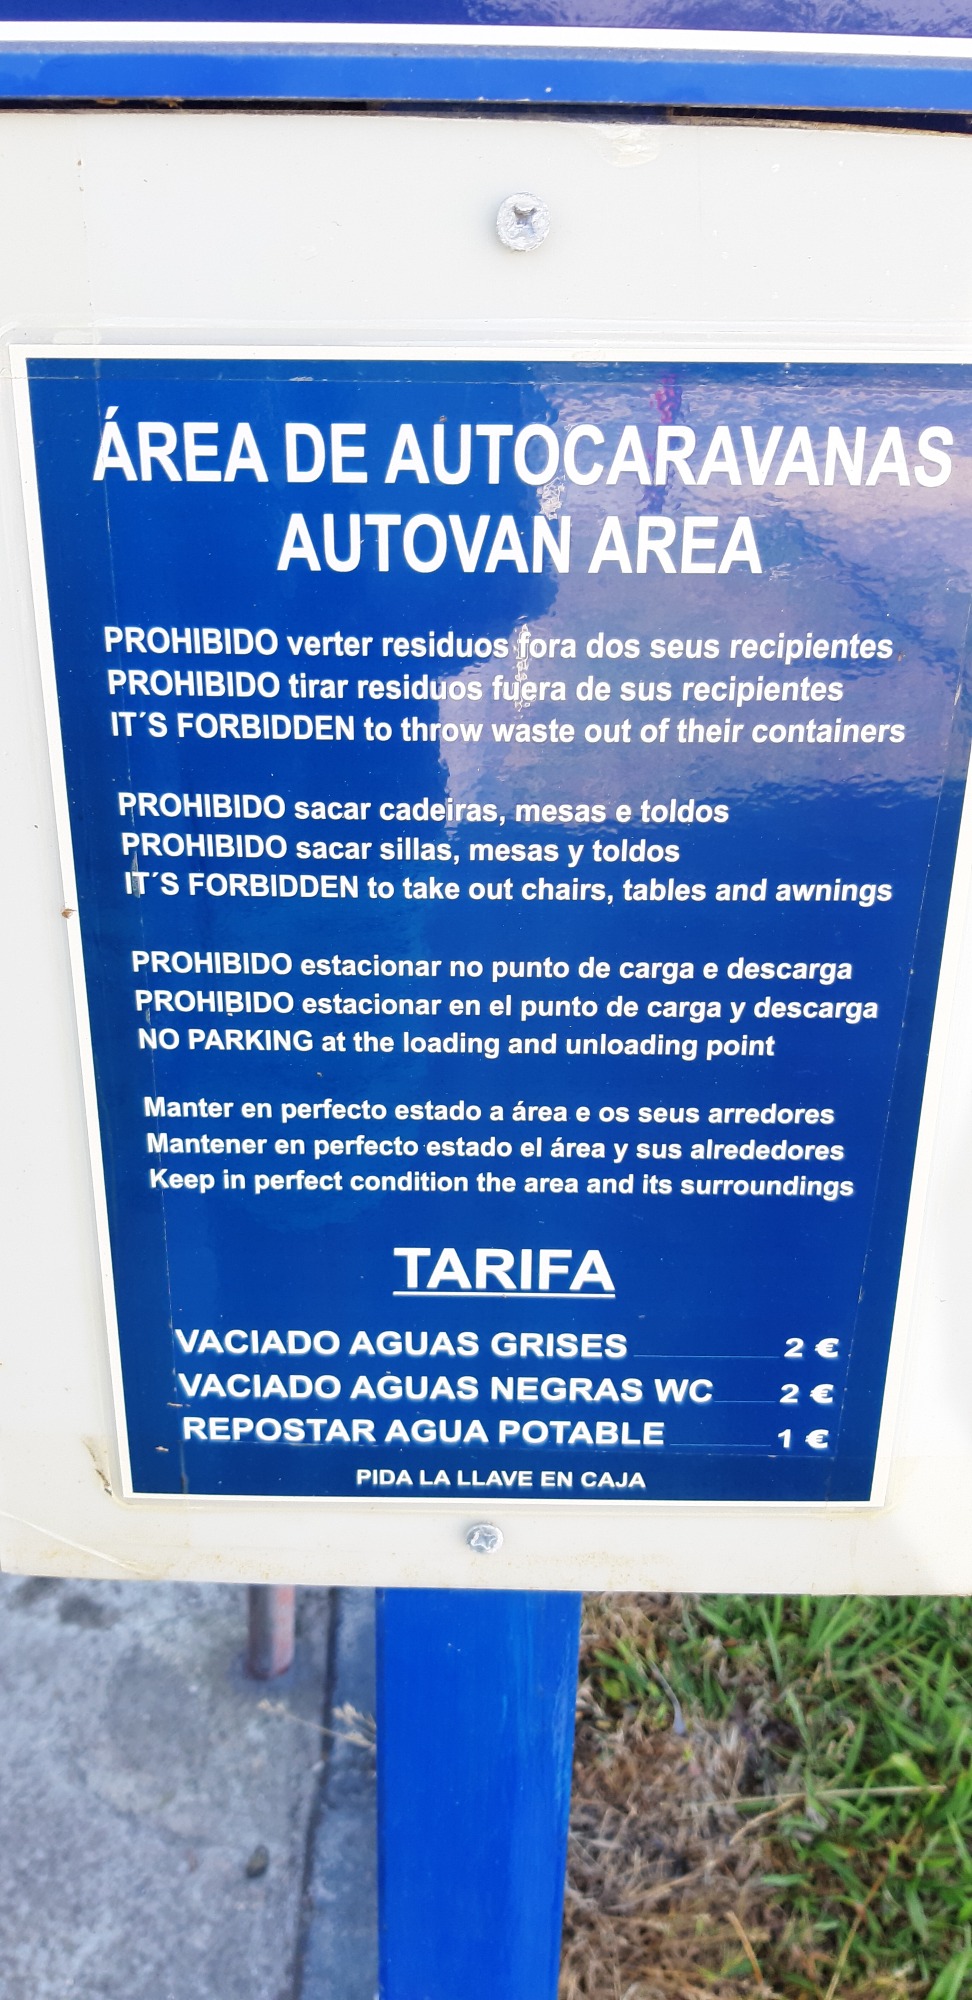 ÁREA DE AUTOCARAVANAS
AUTOVAN AREA
PROHIBIDO verter residuos fora dos seus recipientes
PROHIBIDO tirar residuos fuera de sus recipientes
IT´S FORBIDDEN to throw waste out of their containers
PROHIBIDO sacar cadeiras, mesas e toldos
PROHIBIDO sacar sillas, mesas y toldos
IT´S FORBIDDEN to take out chairs, tables and awnings
PROHIBIDO estacionar no punto de carga e descarga
PROHIBIDO estacionar en el punto de carga y descarga
NO PARKING at the loading and unloading point
Manter en perfecto estado a área e os seus arredores
Mantener en perfecto estado el área y sus alrededores
Keep in perfect condition the area and its surroundings
TARIFA
VACIADO AGUAS GRISES 2 €
VACIADO AGUAS NEGRAS WC 2 €
REPOSTAR AGUA POTABLE 1 €
PIDA LA LLAVE EN CAJA